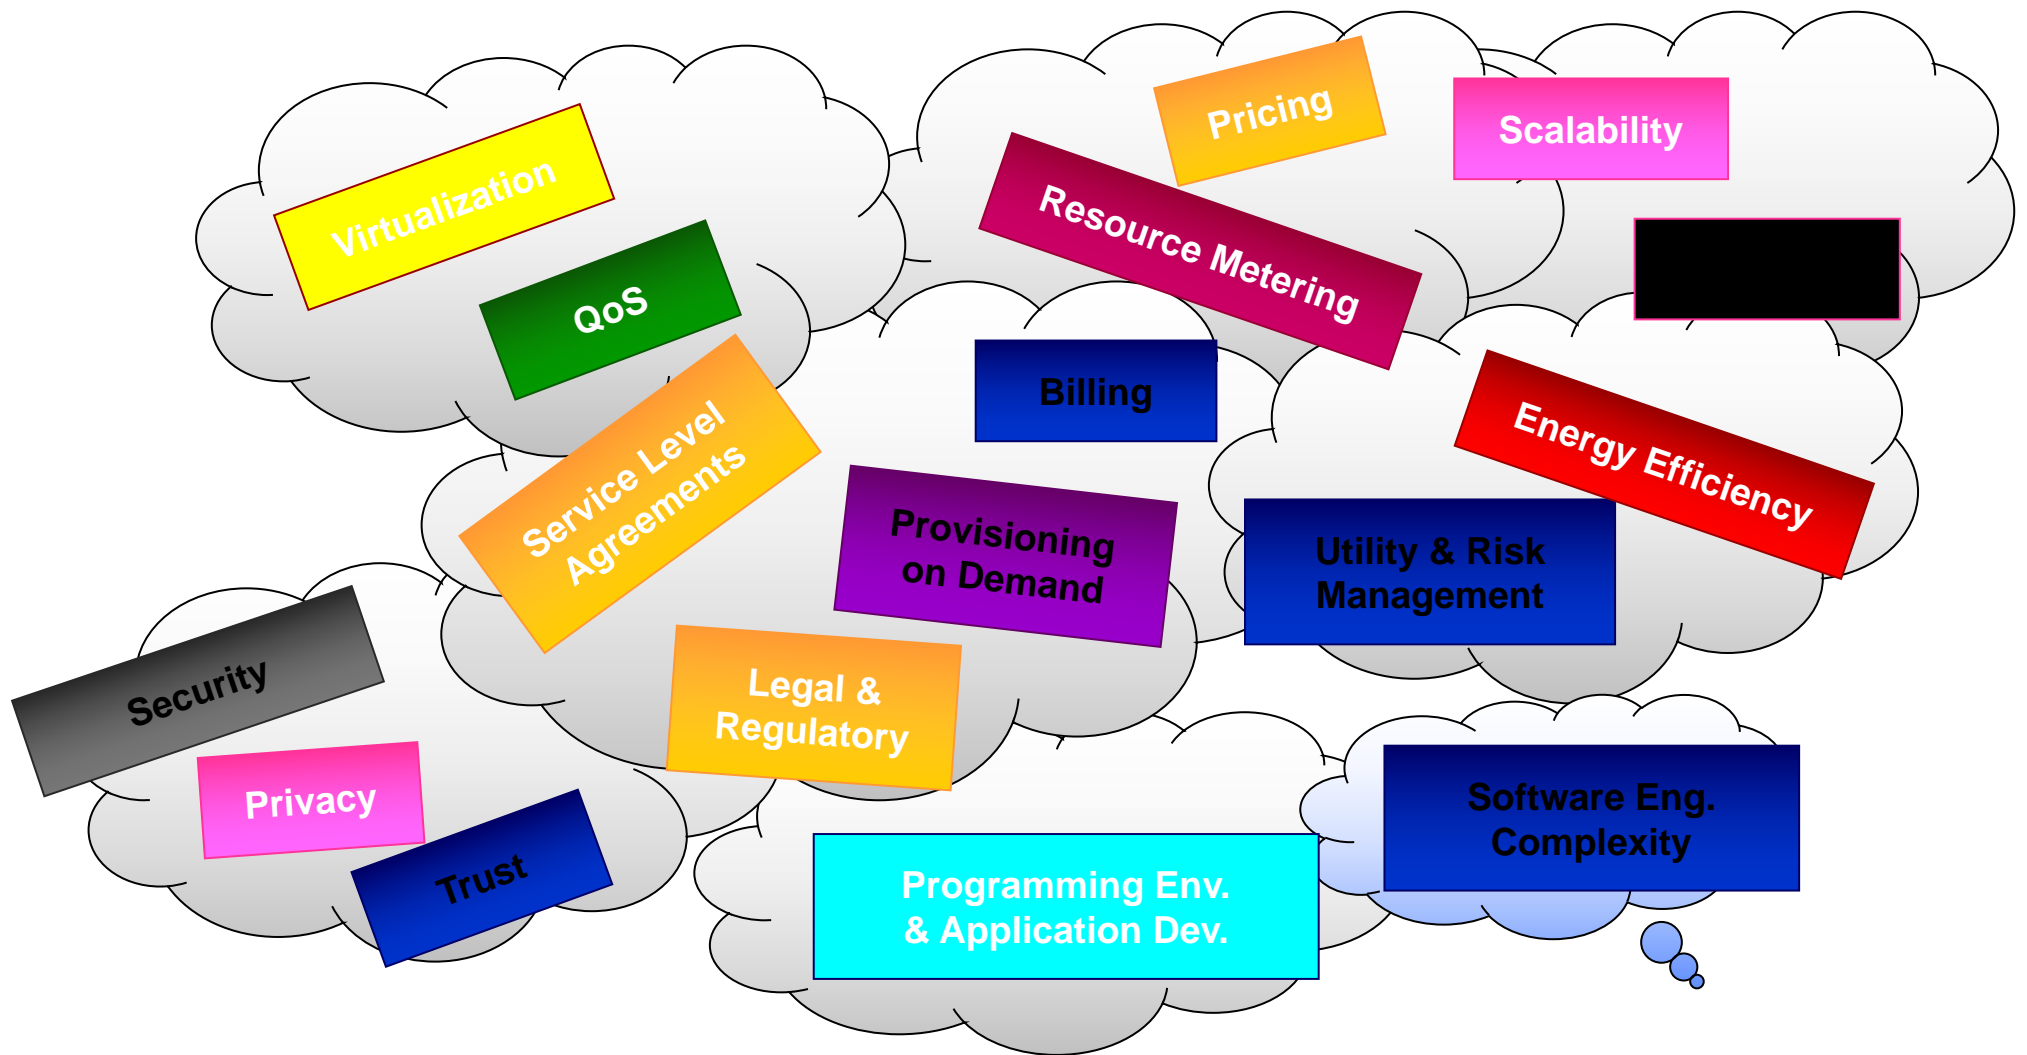 Pricing
Scalability
Virtualization
Resource Metering
QoS
Billing
Energy Efficiency
Service Level
Agreements
Provisioning
on Demand
Utility & Risk
Management
Security
Legal &
Regulatory
Privacy
Trust
Software Eng.
Complexity
Programming Env.
& Application Dev.